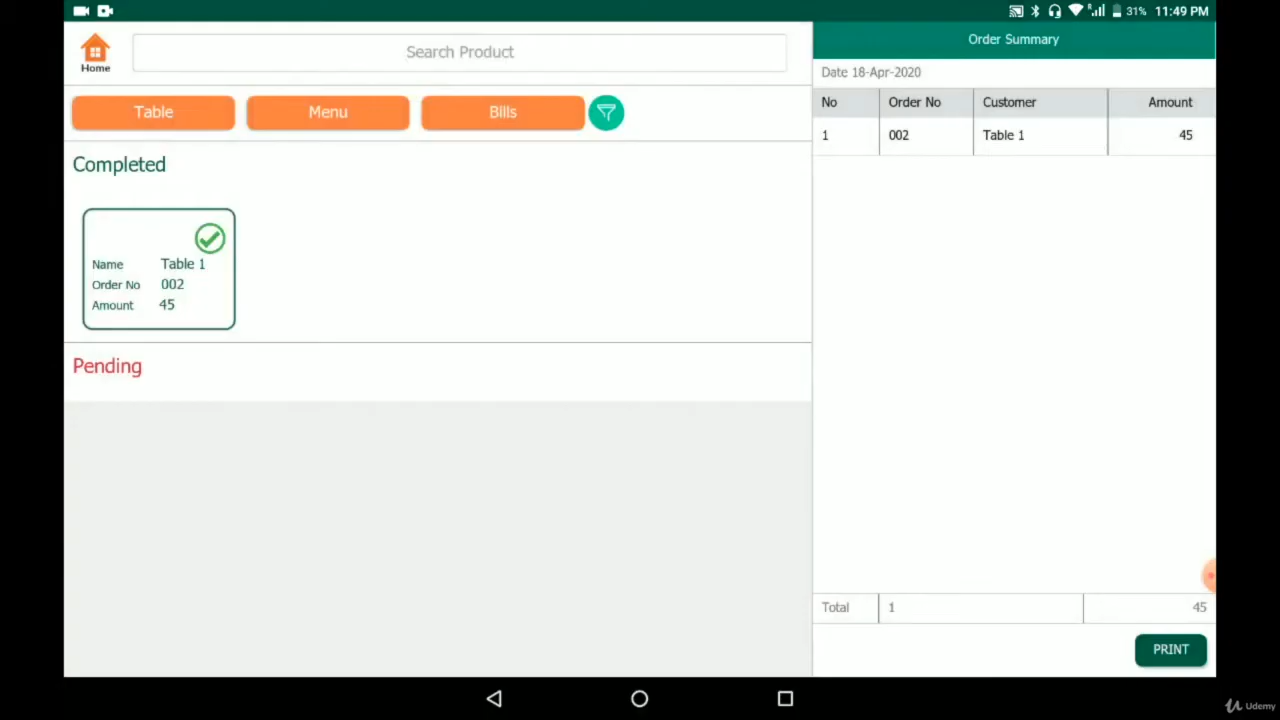 31% 11:49 PM
Home
Search Product
Table Menu Bills
Completed
Name Table 1
Order No 002
Amount 45
Pending
Order Summary
Date 18-Apr-2020
No Order No Customer Amount
1 002 Table 1 45
Total 1 45
PRINT
Udemy